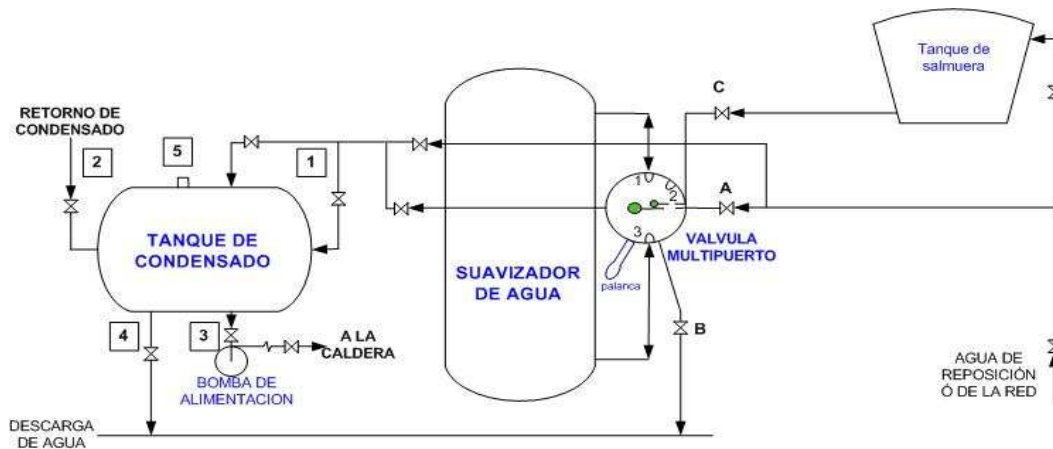 Tanque de
salmuera
C
RETORNO DE
CONDENSADO
2
5
1
1
2
A
TANQUE DE
CONDENSADO
3
VALVULA
MULTIPUERTO
SUAVIZADOR
DE AGUA
palanca
4
3
A LA
CALDERA
B
BOMBA DE
ALIMENTACION
AGUA DE
REPOSICIÓN
Ó DE LA RED
DESCARGA
DE AGUA